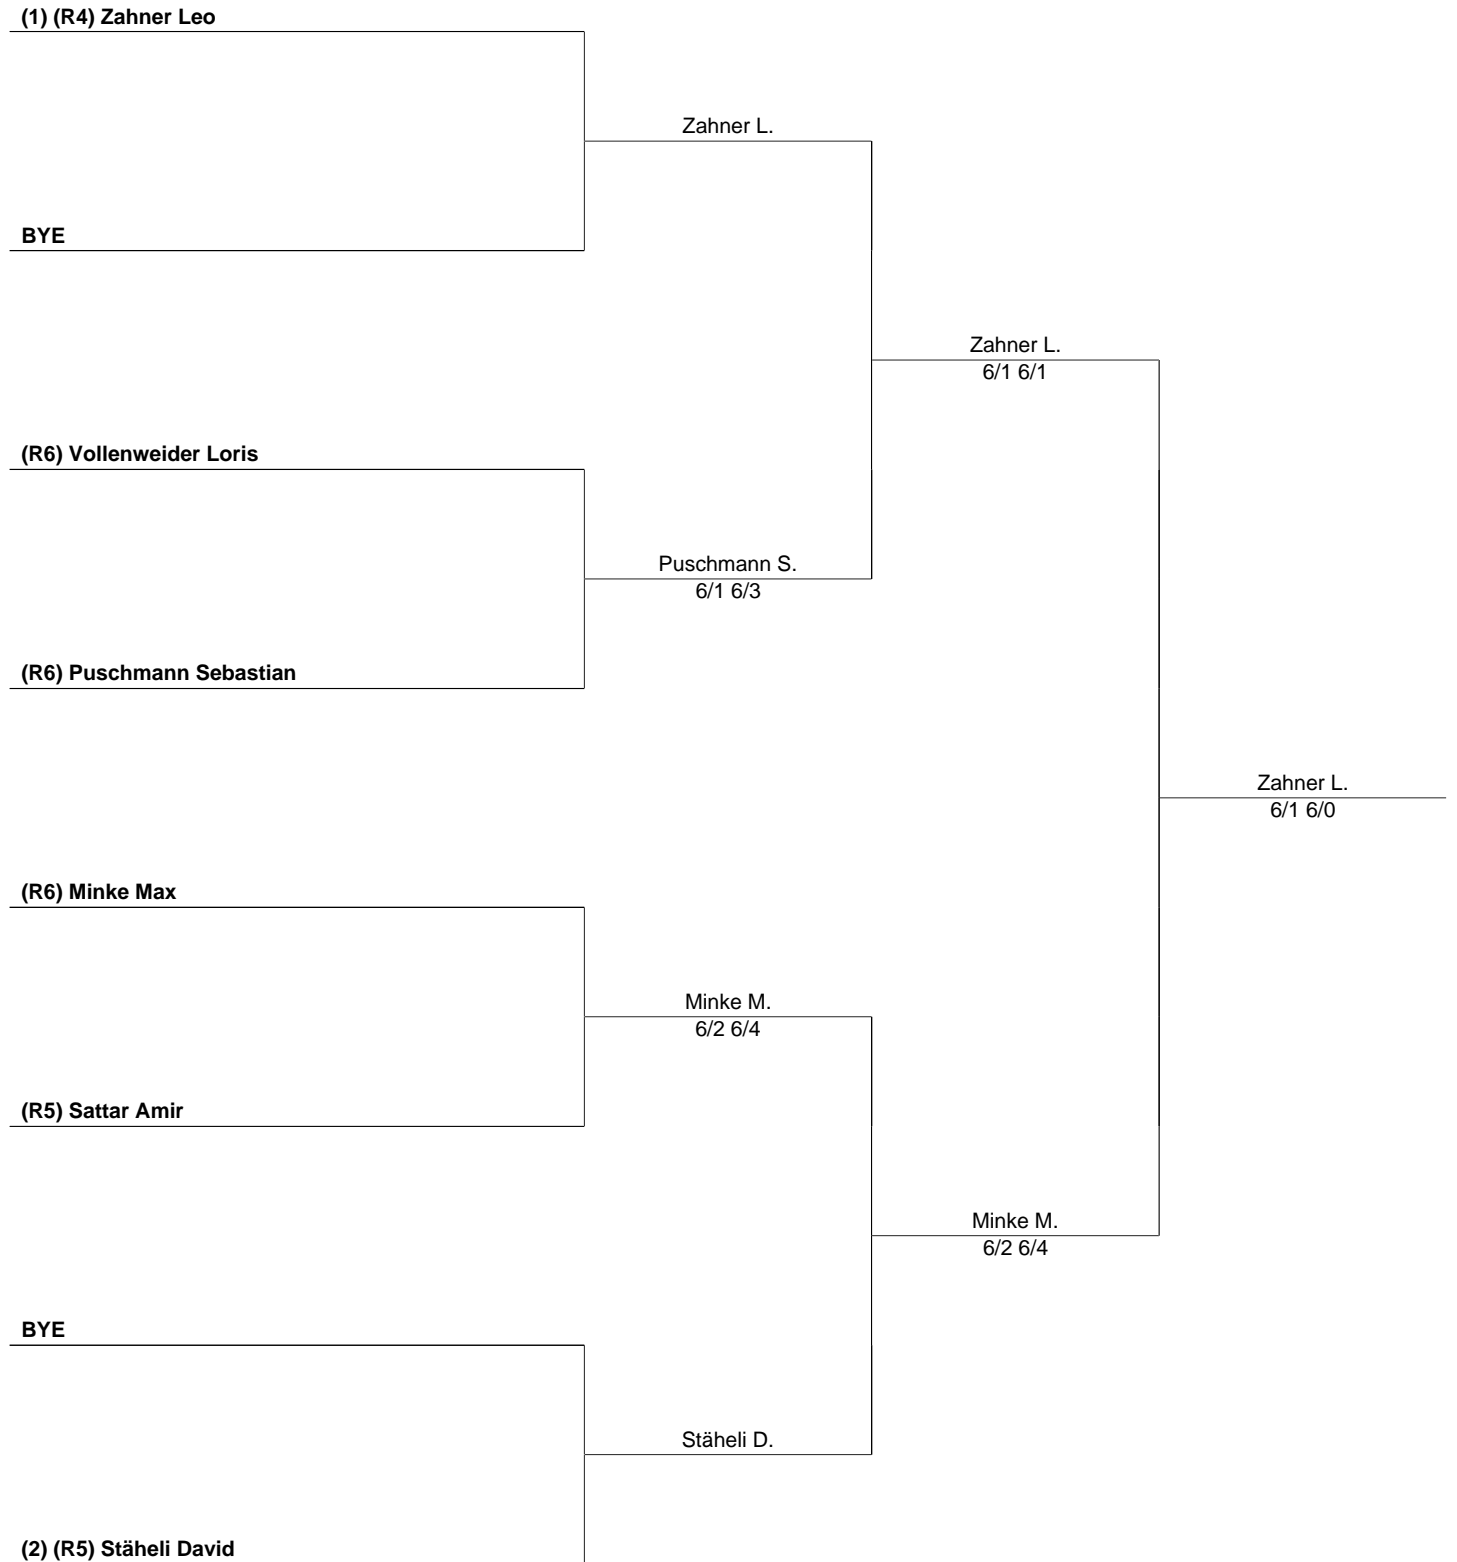 (1) (R4) Zahner Leo
Zahner L.
BYE
Zahner L.
6/1 6/1
(R6) Vollenweider Loris
Puschmann S.
6/1 6/3
(R6) Puschmann Sebastian
Zahner L.
6/1 6/0
(R6) Minke Max
Minke M.
6/2 6/4
(R5) Sattar Amir
Minke M.
6/2 6/4
BYE
Stäheli D.
(2) (R5) Stäheli David